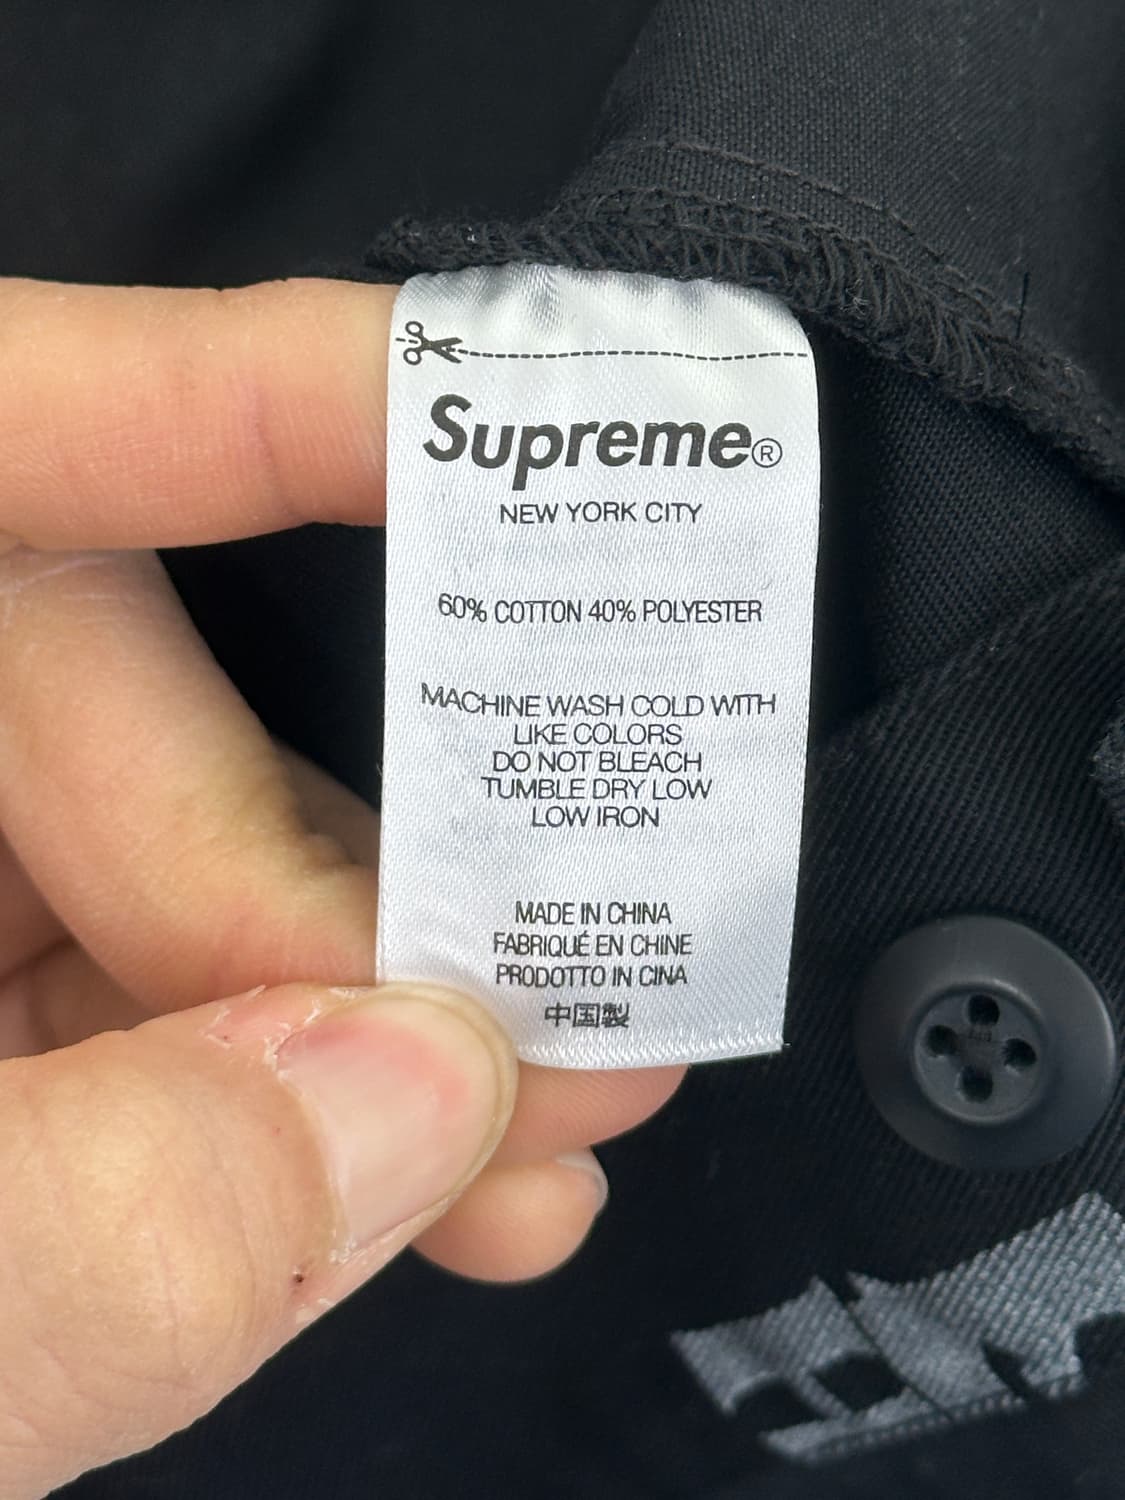 Supreme®
NEW YORK CITY
60% COTTON 40% POLYESTER
MACHINE WASH COLD WITH
LIKE COLORS
DO NOT BLEACH
TUMBLE DRY LOW
LOW IRON
MADE IN CHINA
FABRIQUÉ EN CHINE
PRODOTTO IN CINA
中国製